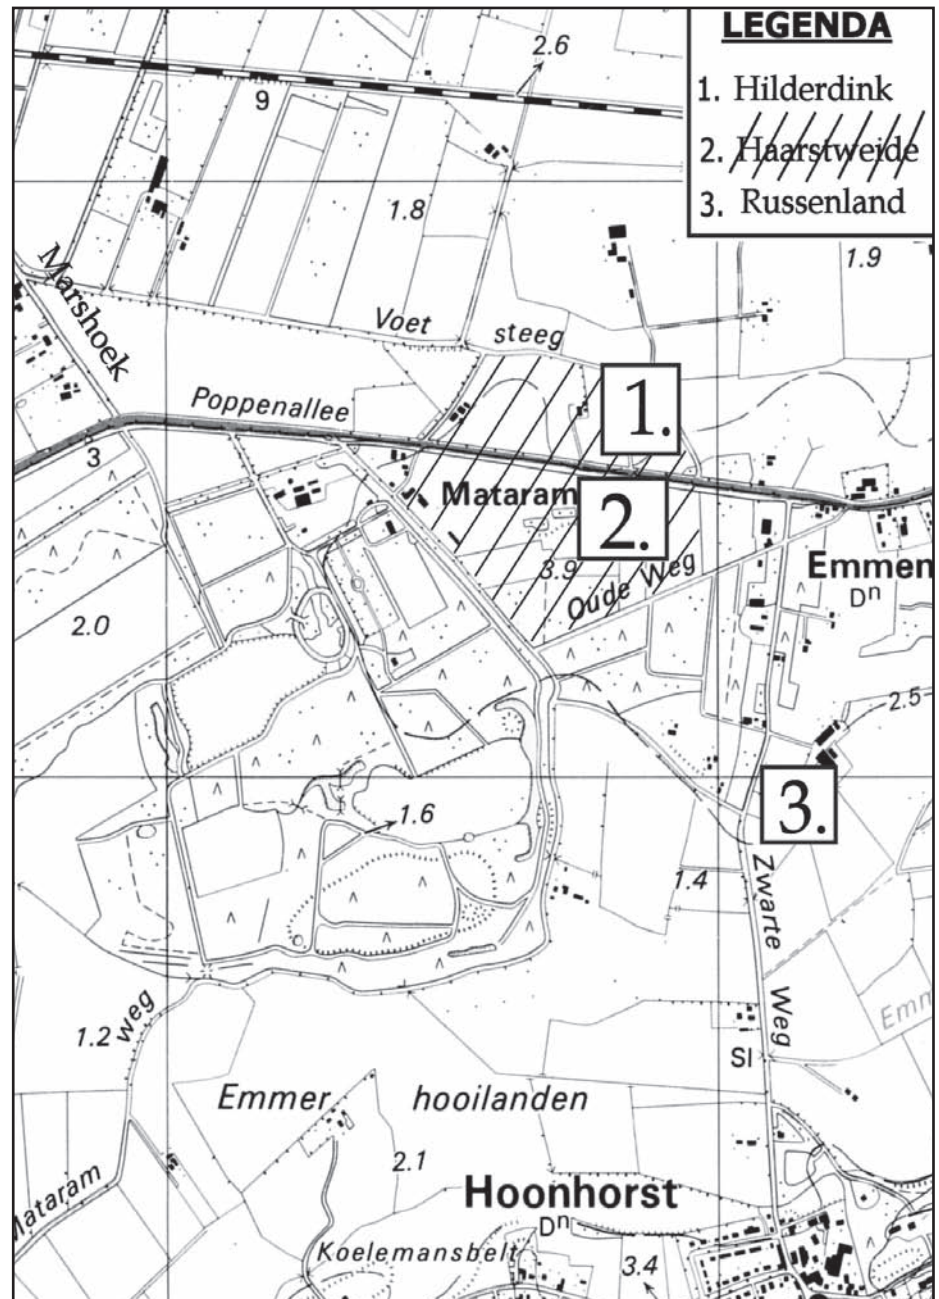 LEGENDA
1. Hilderdink
2. Haarstweide
3. Russenland
2.6
9
1.8
1.9
Marshoek
Voet steeg
Poppenallee
1.
3
Mataram
2.
3.9
Oude Weg
Emmen
Dⁿ
2.0
2.5
3.
1.6
1.4
Zwarte Weg
Emm
1.2
weg
Sl
Emmer hooilanden
2.1
Mataram
Hoonhorst
Dⁿ
Koelemansbelt
3.4